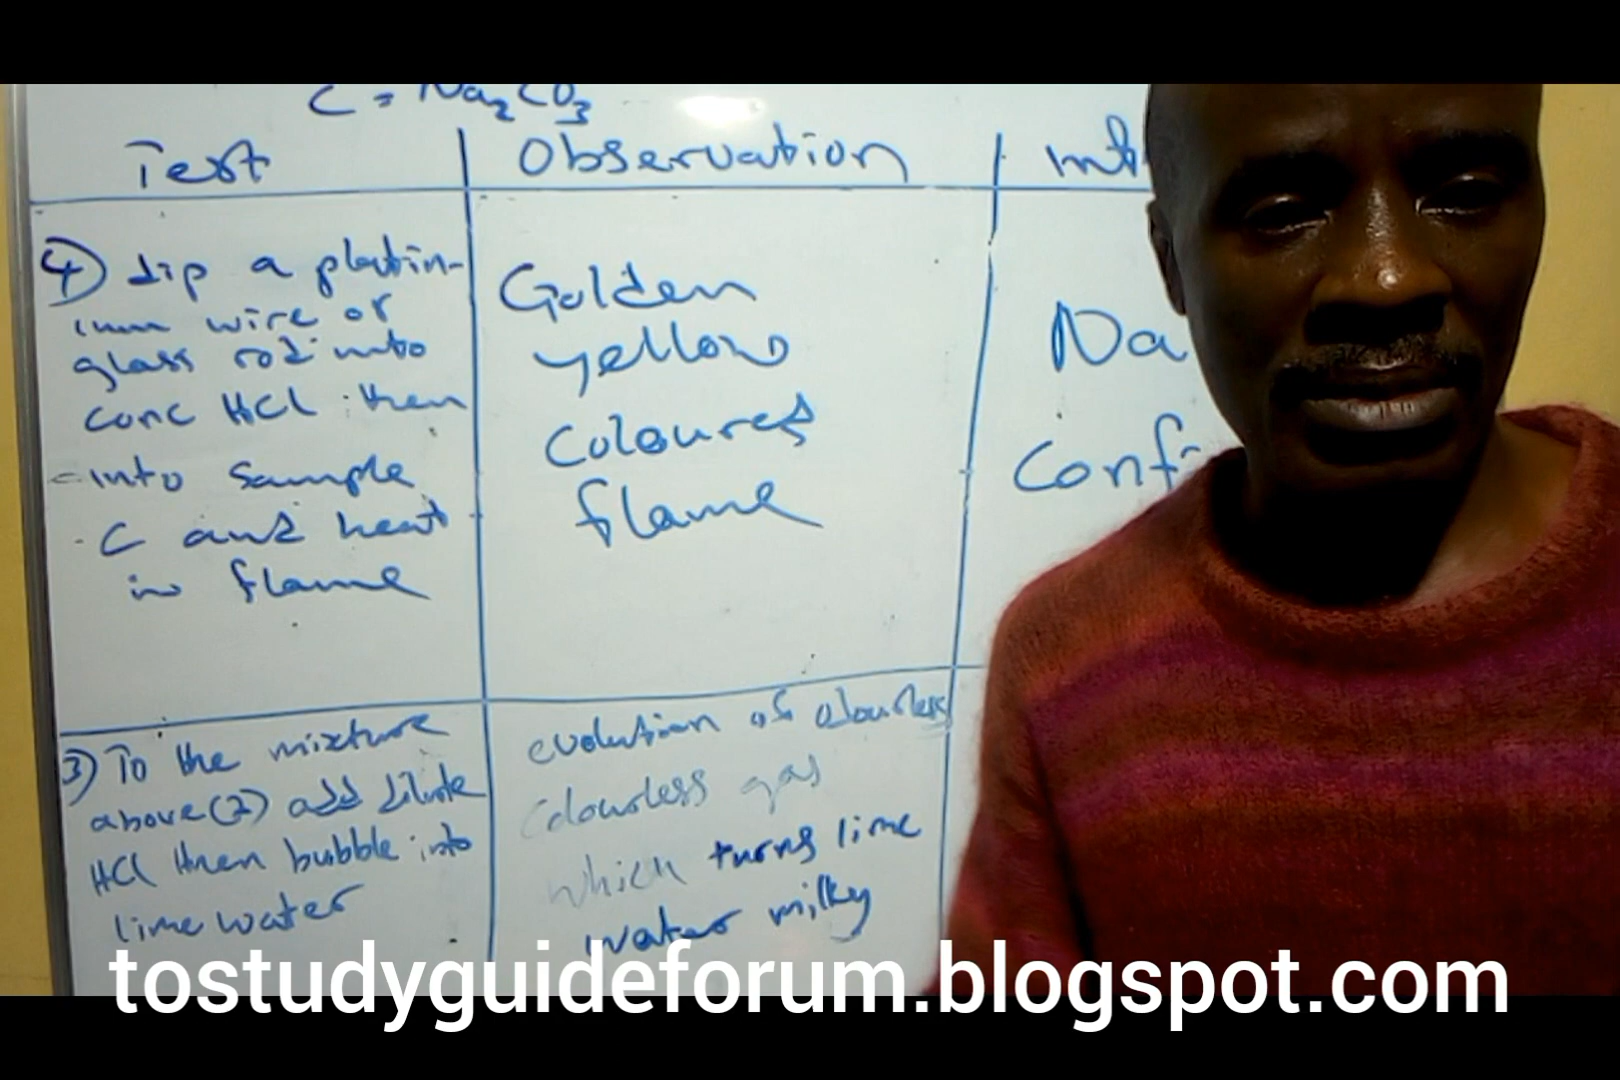 C = Na₂CO₃
Test
Observation
④ dip a platin-
ium wire or
glass rod into
conc HCl then
into sample
C and heat
in flame
Golden
yellow
Coloured
flame
Na
Conf
3) To the mixture
above (2) add dilute
HCl then bubble into
lime water
evolution of odourless
Colourless gas
which turns lime
water milky
tostudyguideforum.blogspot.com